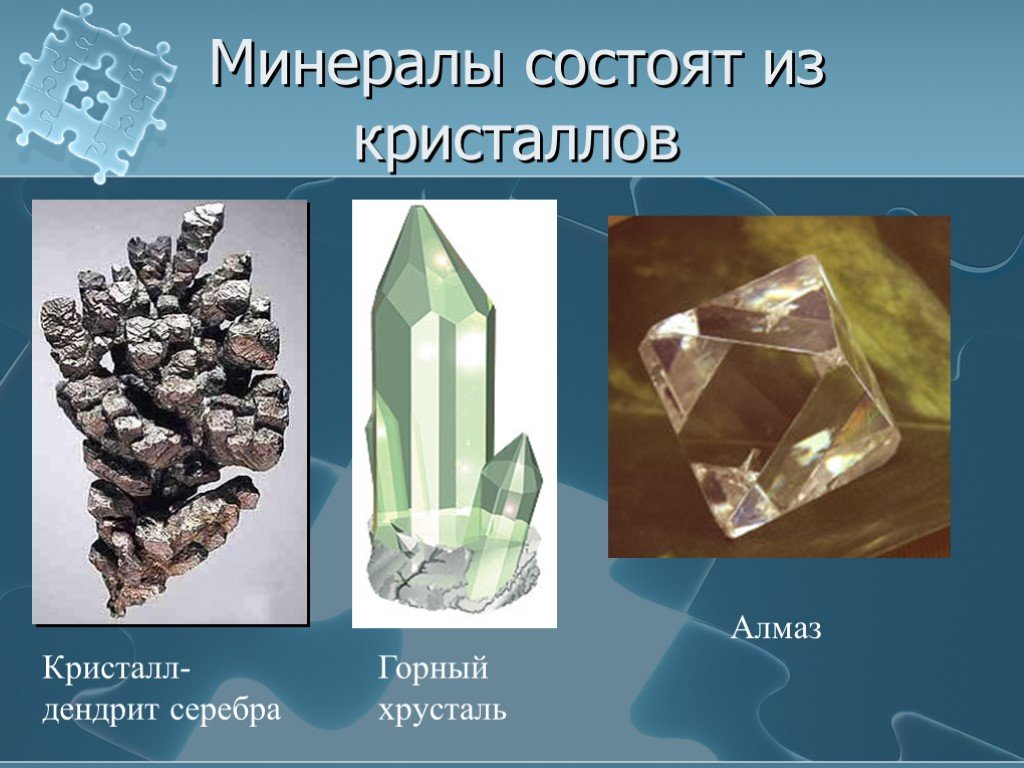 Минералы состоят из
кристаллов
Кристалл-
дендрит серебра
Горный
хрусталь
Алмаз